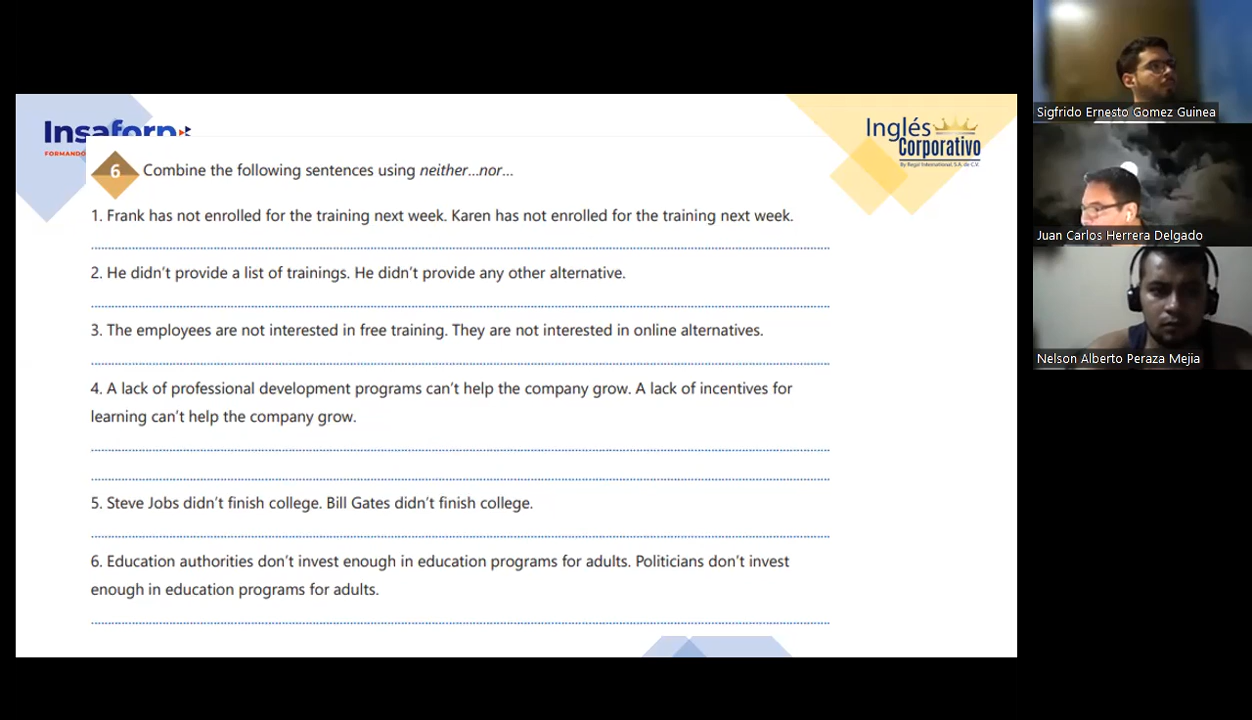 Insaforp
FORMANDO
Inglés
Corporativo
By Regal International, S.A. de C.V.
6 Combine the following sentences using neither...nor...
1. Frank has not enrolled for the training next week. Karen has not enrolled for the training next week.
2. He didn't provide a list of trainings. He didn't provide any other alternative.
3. The employees are not interested in free training. They are not interested in online alternatives.
4. A lack of professional development programs can't help the company grow. A lack of incentives for
learning can't help the company grow.
5. Steve Jobs didn't finish college. Bill Gates didn't finish college.
6. Education authorities don't invest enough in education programs for adults. Politicians don't invest
enough in education programs for adults.
Sigfrido Ernesto Gomez Guinea
Juan Carlos Herrera Delgado
Nelson Alberto Peraza Mejia